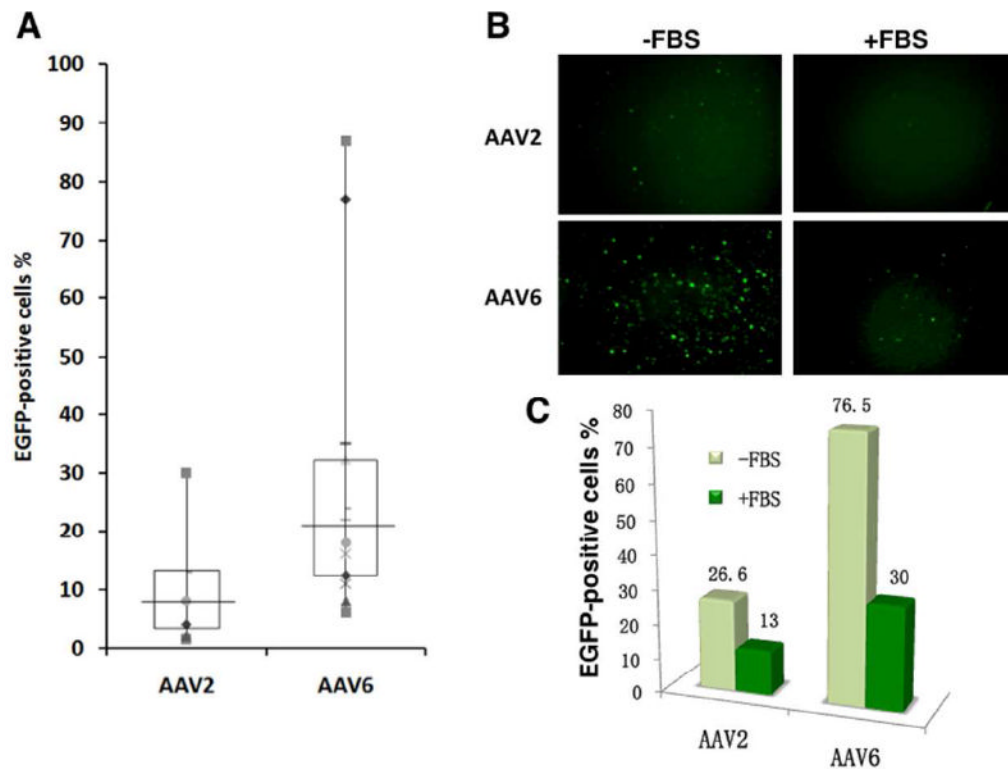 A
EGFP-positive cells %
100
90
80
70
60
50
40
30
20
10
0
AAV2 AAV6
B
-FBS +FBS
AAV2
AAV6
C
EGFP-positive cells %
80
70
60
50
40
30
20
10
0
-FBS
+FBS
26.6
13
76.5
30
AAV2
AAV6